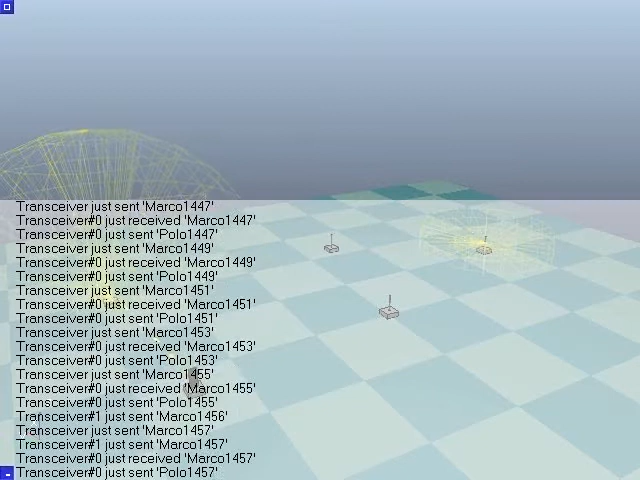 Transceiver just sent 'Marco1447'
Transceiver#0 just received 'Marco1447'
Transceiver#0 just sent 'Polo1447'
Transceiver just sent 'Marco1449'
Transceiver#0 just received 'Marco1449'
Transceiver#0 just sent 'Polo1449'
Transceiver just sent 'Marco1451'
Transceiver#0 just received 'Marco1451'
Transceiver#0 just sent 'Polo1451'
Transceiver just sent 'Marco1453'
Transceiver#0 just received 'Marco1453'
Transceiver#0 just sent 'Polo1453'
Transceiver just sent 'Marco1455'
Transceiver#0 just received 'Marco1455'
Transceiver#0 just sent 'Polo1455'
Transceiver#1 just sent 'Marco1456'
Transceiver just sent 'Marco1457'
Transceiver#1 just sent 'Marco1457'
Transceiver#0 just received 'Marco1457'
Transceiver#0 just sent 'Polo1457'